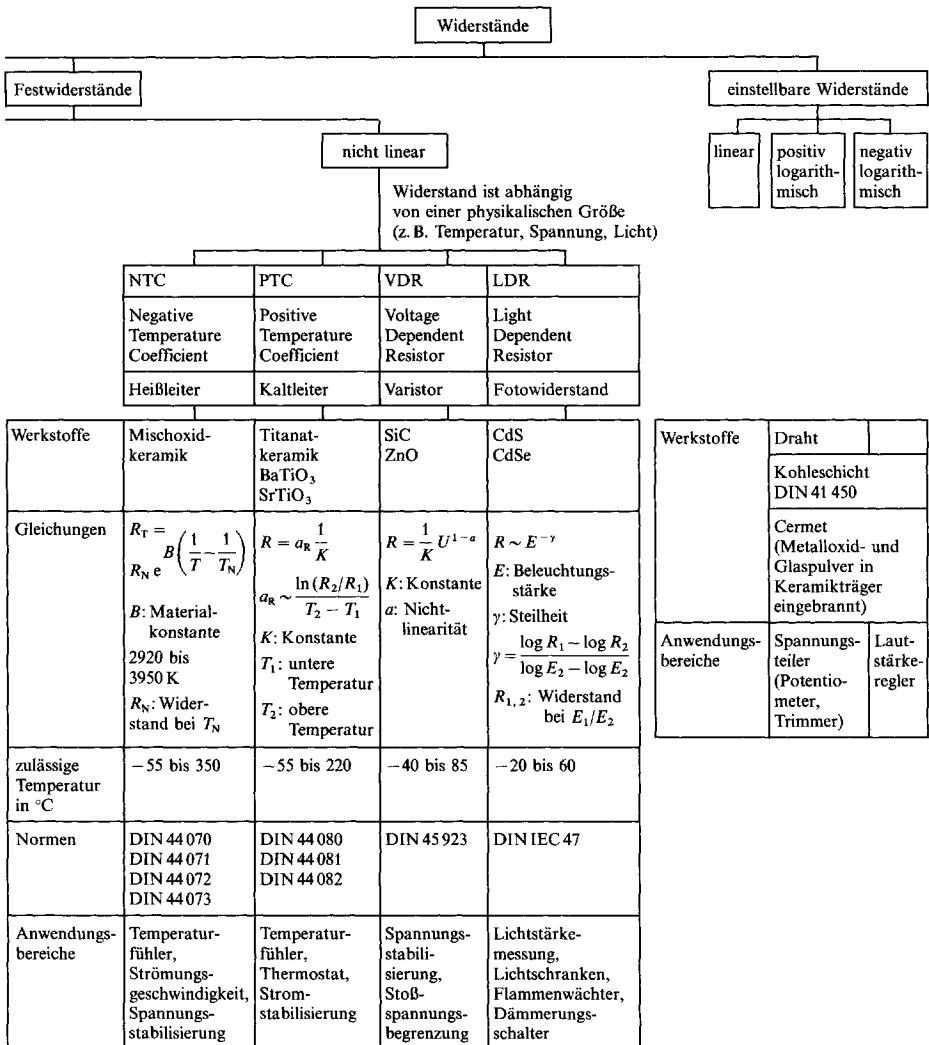 Widerstände
Festwiderstände
einstellbare Widerstände
nicht linear
linear
positiv
logarith-
misch
negativ
logarith-
misch
Widerstand ist abhängig
von einer physikalischen Größe
(z. B. Temperatur, Spannung, Licht)
NTC
PTC
VDR
LDR
Negative
Temperature
Coefficient
Positive
Temperature
Coefficient
Voltage
Dependent
Resistor
Light
Dependent
Resistor
Heißleiter
Kaltleiter
Varistor
Fotowiderstand
Werkstoffe
Mischoxid-
keramik
Titanat-
keramik
BaTiO₃
SrTiO₃
SiC
ZnO
CdS
CdSe
Gleichungen
R_T =
R_N e^{B(1/T − 1/T_N)}
B: Material-
konstante
2920 bis
3950 K
R_N: Wider-
stand bei T_N
R = a_R 1/K
a_R ~ ln (R₂/R₁) / (T₂ − T₁)
K: Konstante
T₁: untere
Temperatur
T₂: obere
Temperatur
R = 1/K U^{1−a}
K: Konstante
a: Nicht-
linearität
R ~ E^{−γ}
E: Beleuchtungs-
stärke
γ: Steilheit
γ = (log R₁ − log R₂) / (log E₂ − log E₂)
R₁,₂: Widerstand
bei E₁/E₂
zulässige
Temperatur
in °C
−55 bis 350
−55 bis 220
−40 bis 85
−20 bis 60
Normen
DIN 44 070
DIN 44 071
DIN 44 072
DIN 44 073
DIN 44 080
DIN 44 081
DIN 44 082
DIN 45 923
DIN IEC 47
Anwendungs-
bereiche
Temperatur-
fühler,
Strömungs-
geschwindigkeit,
Spannungs-
stabilisierung
Temperatur-
fühler,
Thermostat,
Strom-
stabilisierung
Spannungs-
stabili-
sierung,
Stoß-
spannungs-
begrenzung
Lichtstärke-
messung,
Lichtschranken,
Flammenwächter,
Dämmerungs-
schalter
Werkstoffe
Draht
Kohleschicht
DIN 41 450
Cermet
(Metalloxid- und
Glaspulver in
Keramikträger
eingebrannt)
Anwendungs-
bereiche
Spannungs-
teiler
(Potentio-
meter,
Trimmer)
Laut-
stärke-
regler